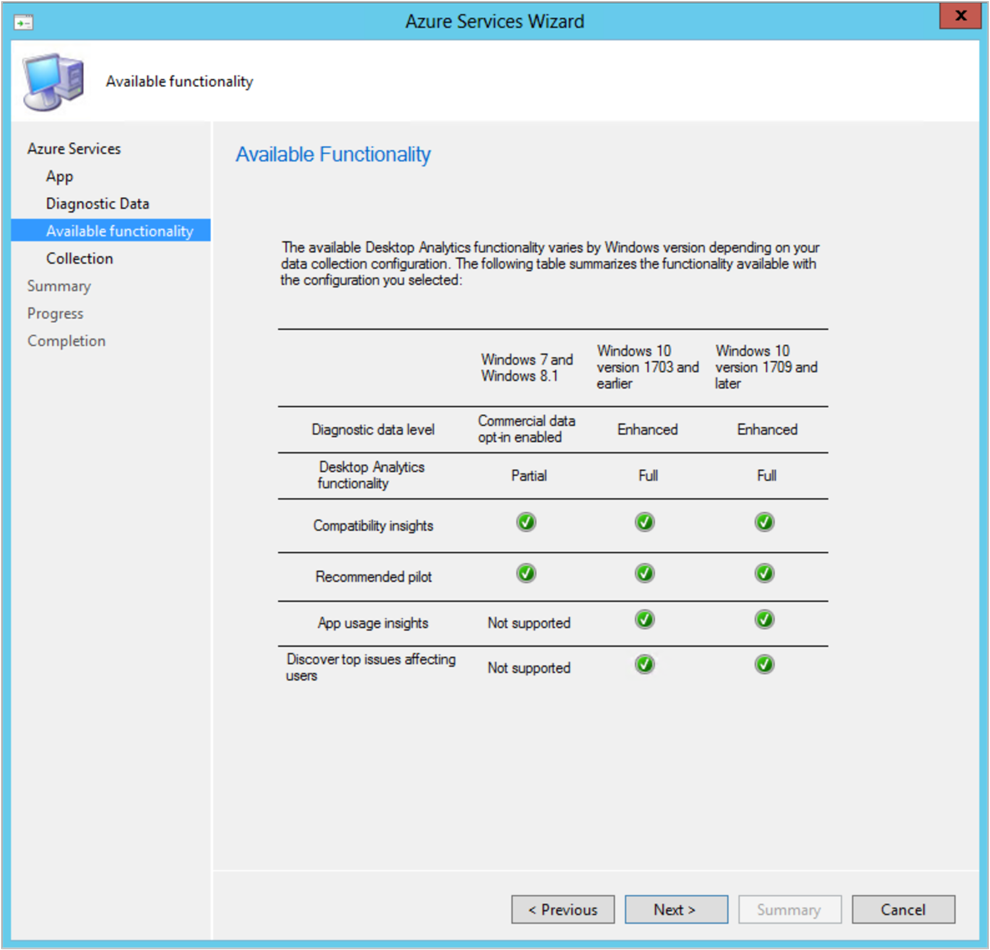 Azure Services Wizard
x
Available functionality
Azure Services
App
Diagnostic Data
Available functionality
Collection
Summary
Progress
Completion
Available Functionality
The available Desktop Analytics functionality varies by Windows version depending on your
data collection configuration. The following table summarizes the functionality available with
the configuration you selected:
Windows 7 and
Windows 8.1
Windows 10
version 1703 and
earlier
Windows 10
version 1709 and
later
Diagnostic data level
Commercial data
opt-in enabled
Enhanced
Enhanced
Desktop Analytics
functionality
Partial
Full
Full
Compatibility insights
Recommended pilot
App usage insights
Not supported
Discover top issues affecting
users
Not supported
< Previous
Next >
Summary
Cancel